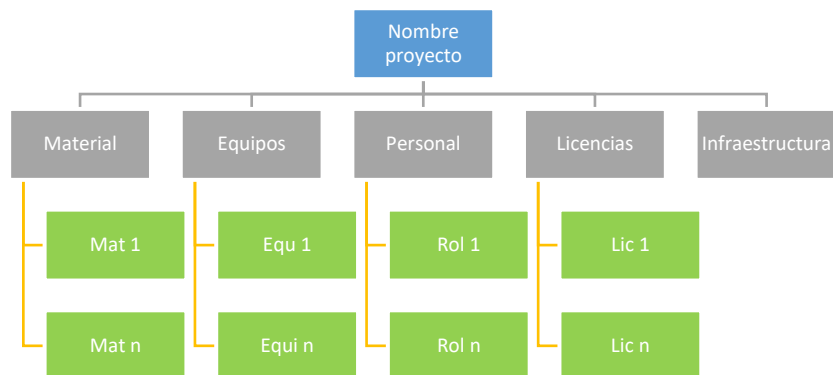 Nombre
proyecto
Material
Equipos
Personal
Licencias
Infraestructura
Mat 1
Equ 1
Rol 1
Lic 1
Mat n
Equi n
Rol n
Lic n